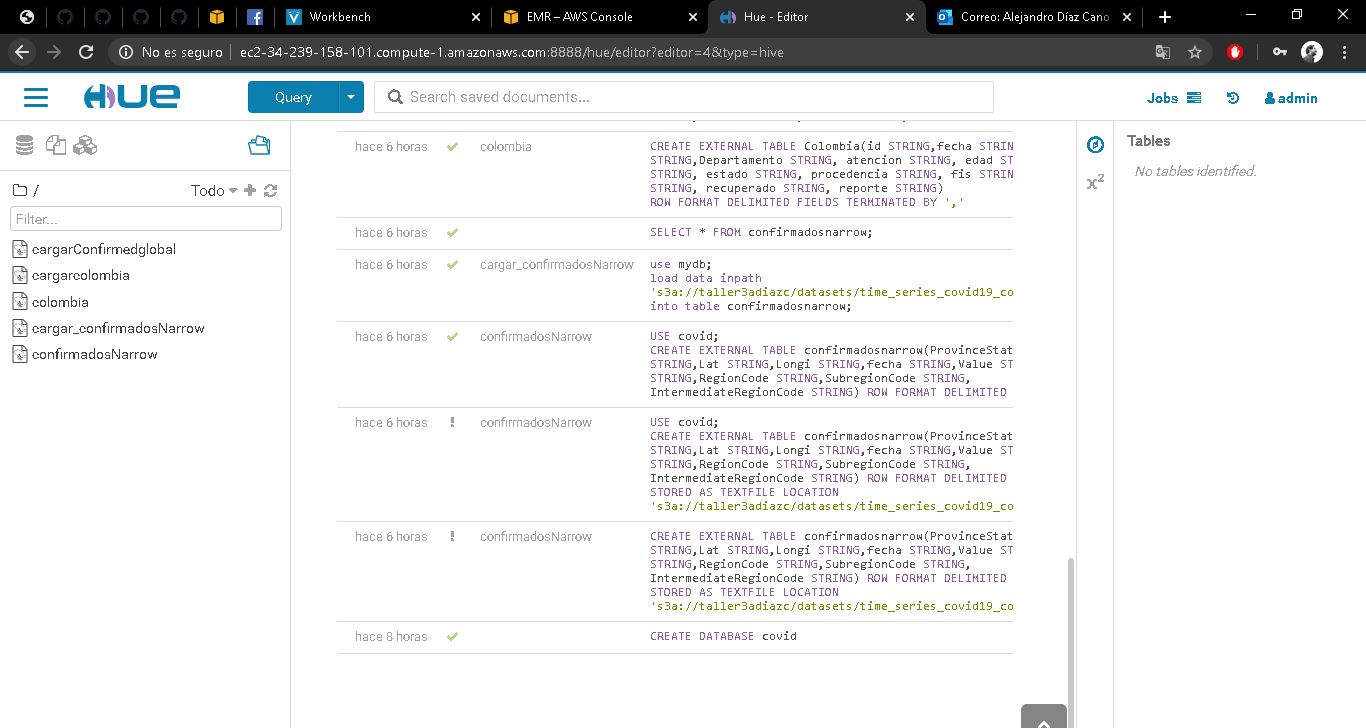 Workbench
EMR – AWS Console
Hue - Editor
Correo: Alejandro Díaz Cano
No es seguro
ec2-34-239-158-101.compute-1.amazonaws.com:8888/hue/editor?editor=4&type=hive
HUE
Query
Search saved documents...
Jobs
admin
/
Todo
Filter...
cargarConfirmedglobal
cargarcolombia
colombia
cargar_confirmadosNarrow
confirmadosNarrow
hace 6 horas
colombia
CREATE EXTERNAL TABLE Colombia(id STRING,fecha STRIN
STRING,Departamento STRING, atencion STRING, edad ST
STRING, estado STRING, procedencia STRING, fis STRIN
STRING, recuperado STRING, reporte STRING)
ROW FORMAT DELIMITED FIELDS TERMINATED BY ','
hace 6 horas
SELECT * FROM confirmadosnarrow;
hace 6 horas
cargar_confirmadosNarrow
use mydb;
load data inpath
's3a://taller3adiazc/datasets/time_series_covid19_co
into table confirmadosnarrow;
hace 6 horas
confirmadosNarrow
USE covid;
CREATE EXTERNAL TABLE confirmadosnarrow(ProvinceStat
STRING,Lat STRING,Longi STRING,fecha STRING,Value ST
STRING,RegionCode STRING,SubregionCode STRING,
IntermediateRegionCode STRING) ROW FORMAT DELIMITED
hace 6 horas
!
confirmadosNarrow
USE covid;
CREATE EXTERNAL TABLE confirmadosnarrow(ProvinceStat
STRING,Lat STRING,Longi STRING,fecha STRING,Value ST
STRING,RegionCode STRING,SubregionCode STRING,
IntermediateRegionCode STRING) ROW FORMAT DELIMITED
STORED AS TEXTFILE LOCATION
's3a://taller3adiazc/datasets/time_series_covid19_co
hace 6 horas
!
confirmadosNarrow
CREATE EXTERNAL TABLE confirmadosnarrow(ProvinceStat
STRING,Lat STRING,Longi STRING,fecha STRING,Value ST
STRING,RegionCode STRING,SubregionCode STRING,
IntermediateRegionCode STRING) ROW FORMAT DELIMITED
STORED AS TEXTFILE LOCATION
's3a://taller3adiazc/datasets/time_series_covid19_co
hace 8 horas
CREATE DATABASE covid
x²
Tables
No tables identified.